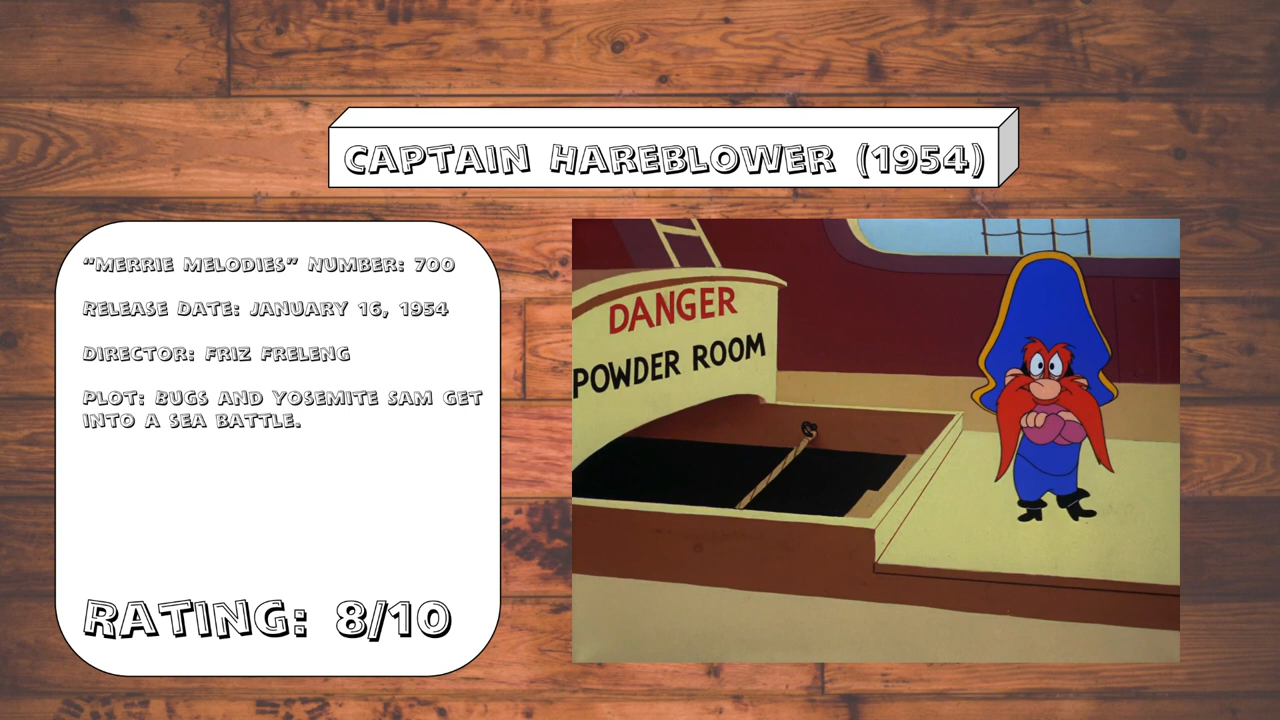 CAPTAIN HAREBLOWER (1954)
"MERRIE MELODIES" NUMBER: 700
RELEASE DATE: JANUARY 16, 1954
DIRECTOR: FRIZ FRELENG
PLOT: BUGS AND YOSEMITE SAM GET
INTO A SEA BATTLE.
RATING: 8/10
DANGER
POWDER ROOM